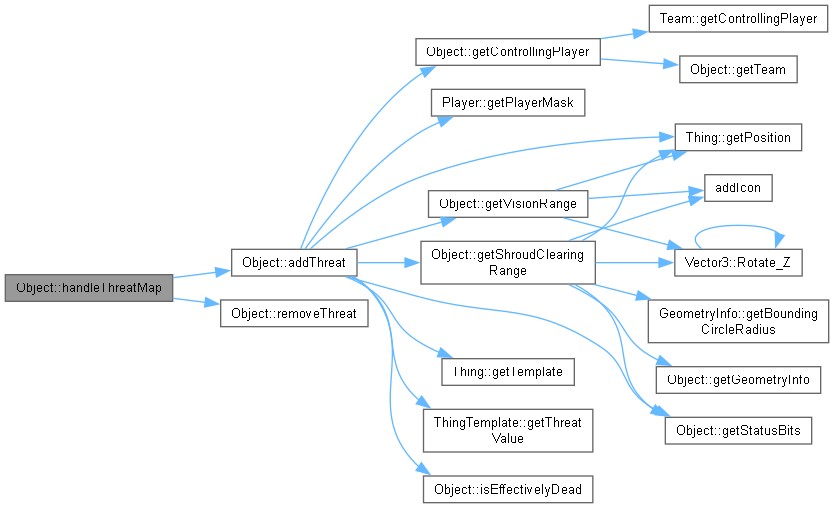 Team::getControllingPlayer
Object::getControllingPlayer
Object::getTeam
Player::getPlayerMask
Thing::getPosition
addIcon
Object::getVisionRange
Object::addThreat
Object::getShroudClearing
Range
Vector3::Rotate_Z
Object::handleThreatMap
Object::removeThreat
GeometryInfo::getBounding
CircleRadius
Thing::getTemplate
Object::getGeometryInfo
ThingTemplate::getThreat
Value
Object::getStatusBits
Object::isEffectivelyDead